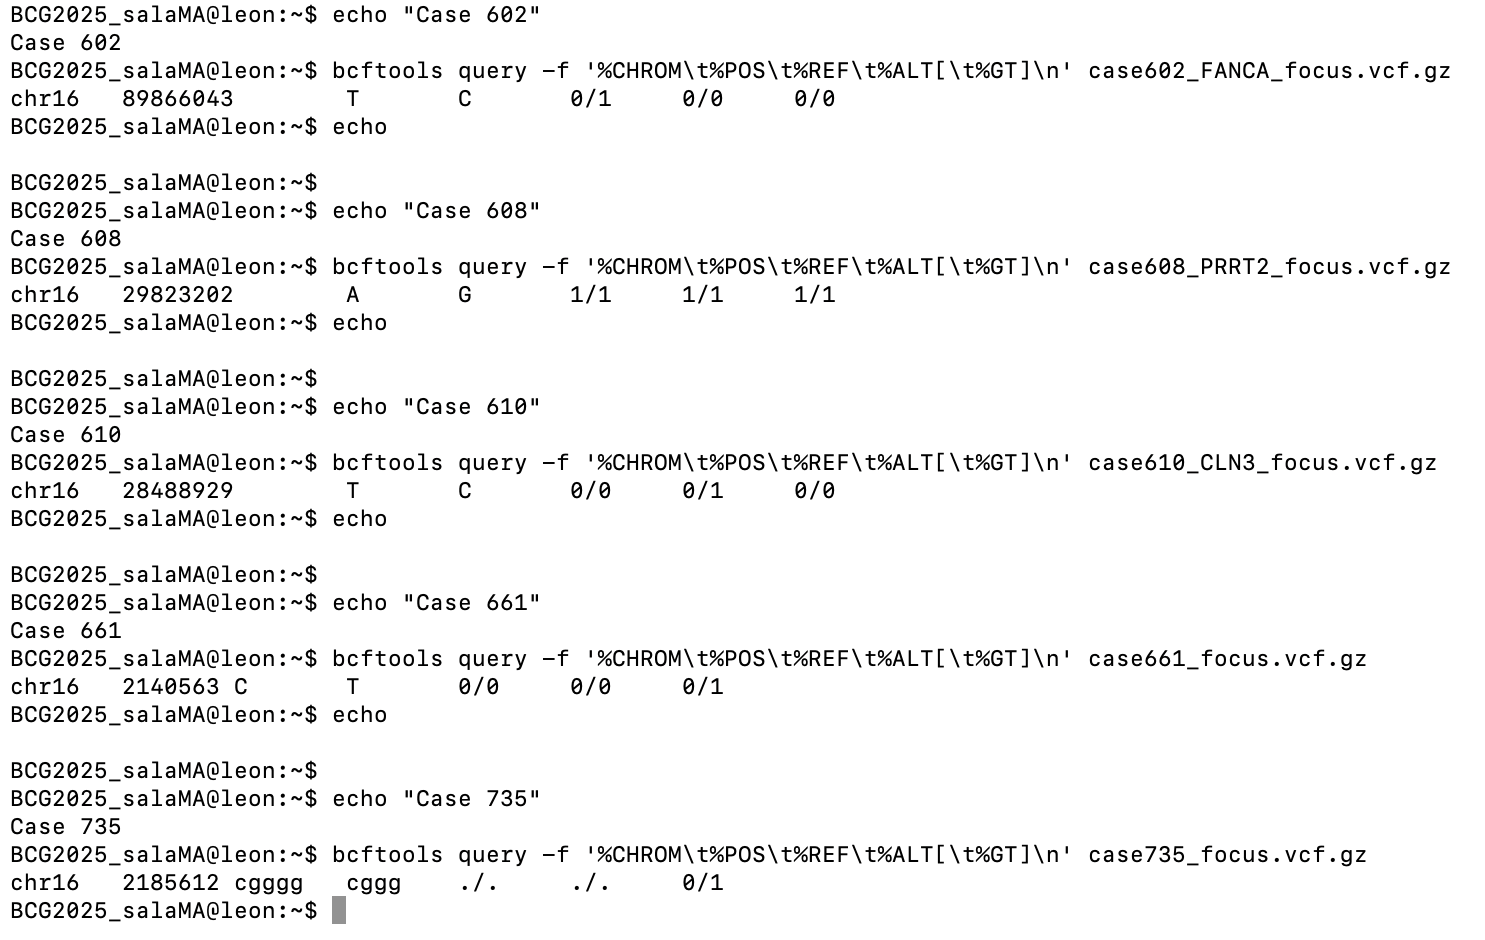 BCG2025_salaMA@leon:~$ echo "Case 602"
Case 602
BCG2025_salaMA@leon:~$ bcftools query -f '%CHROM\t%POS\t%REF\t%ALT[\t%GT]\n' case602_FANCA_focus.vcf.gz
chr16   89866043        T       C       0/1     0/0     0/0
BCG2025_salaMA@leon:~$ echo

BCG2025_salaMA@leon:~$
BCG2025_salaMA@leon:~$ echo "Case 608"
Case 608
BCG2025_salaMA@leon:~$ bcftools query -f '%CHROM\t%POS\t%REF\t%ALT[\t%GT]\n' case608_PRRT2_focus.vcf.gz
chr16   29823202        A       G       1/1     1/1     1/1
BCG2025_salaMA@leon:~$ echo

BCG2025_salaMA@leon:~$
BCG2025_salaMA@leon:~$ echo "Case 610"
Case 610
BCG2025_salaMA@leon:~$ bcftools query -f '%CHROM\t%POS\t%REF\t%ALT[\t%GT]\n' case610_CLN3_focus.vcf.gz
chr16   28488929        T       C       0/0     0/1     0/0
BCG2025_salaMA@leon:~$ echo

BCG2025_salaMA@leon:~$
BCG2025_salaMA@leon:~$ echo "Case 661"
Case 661
BCG2025_salaMA@leon:~$ bcftools query -f '%CHROM\t%POS\t%REF\t%ALT[\t%GT]\n' case661_focus.vcf.gz
chr16   2140563 C       T       0/0     0/0     0/1
BCG2025_salaMA@leon:~$ echo

BCG2025_salaMA@leon:~$
BCG2025_salaMA@leon:~$ echo "Case 735"
Case 735
BCG2025_salaMA@leon:~$ bcftools query -f '%CHROM\t%POS\t%REF\t%ALT[\t%GT]\n' case735_focus.vcf.gz
chr16   2185612 cgggg   cggg    ./.     ./.     0/1
BCG2025_salaMA@leon:~$